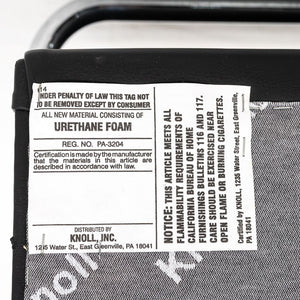 #14
UNDER PENALTY OF LAW THIS TAG NOT
TO BE REMOVED EXCEPT BY CONSUMER
ALL NEW MATERIAL CONSISTING OF
URETHANE FOAM
REG. NO. PA-3204
Certification is made by the manufacturer
that the materials in this article are
described in accordance with law.
DISTRIBUTED BY
KNOLL, INC.
1235 Water St., East Greenville, PA 18041
NOTICE: THIS ARTICLE MEETS ALL
FLAMMABILITY REQUIREMENTS OF
CALIFORNIA BUREAU OF HOME
FURNISHINGS BULLETINS 116 AND 117.
CARE SHOULD BE EXERCISED NEAR
OPEN FLAME OR BURNING CIGARETTES.
CERTIFIED BY KNOLL, 1235 Water Street, East Greenville,
PA 18041
Knoll
Knoll